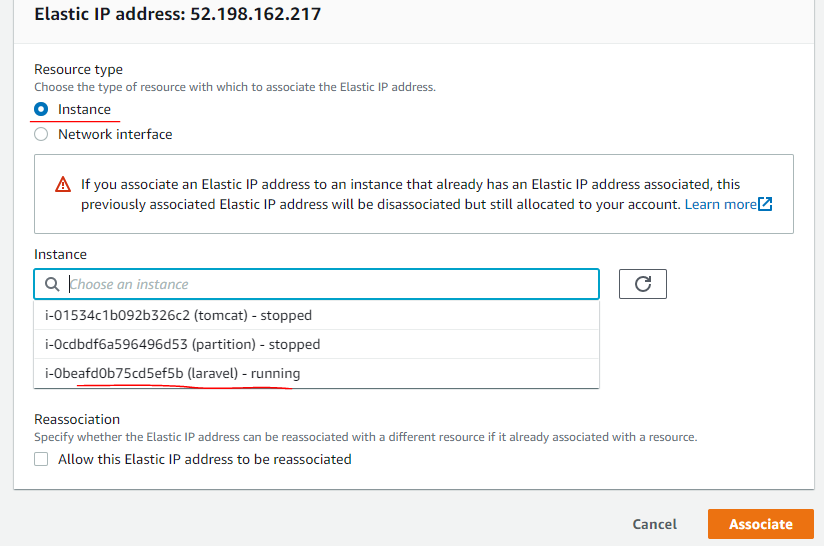 Elastic IP address: 52.198.162.217
Resource type
Choose the type of resource with which to associate the Elastic IP address.
Instance
Network interface
If you associate an Elastic IP address to an instance that already has an Elastic IP address associated, this
previously associated Elastic IP address will be disassociated but still allocated to your account. Learn more
Instance
Choose an instance
i-01534c1b092b326c2 (tomcat) - stopped
i-0cdbdf6a596496d53 (partition) - stopped
i-0beafd0b75cd5ef5b (laravel) - running
Reassociation
Specify whether the Elastic IP address can be reassociated with a different resource if it already associated with a resource.
Allow this Elastic IP address to be reassociated
Cancel
Associate